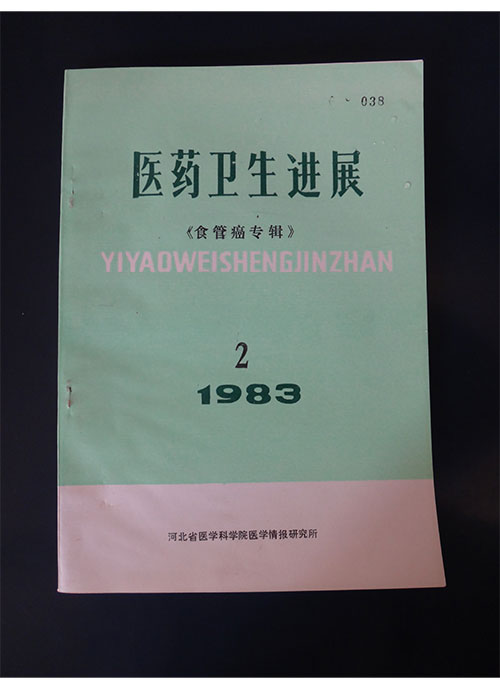 038
医药卫生进展
《食管癌专辑》
YIYAOWEISHENGJINZHAN
2
1983
河北省医学科学院医学情报研究所